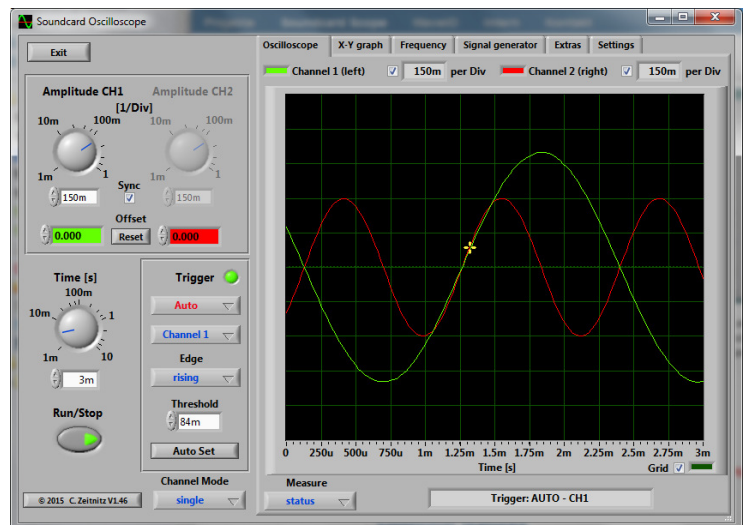 Soundcard Oscilloscope
Exit
Oscilloscope X-Y graph Frequency Signal generator Extras Settings
Channel 1 (left) 150m per Div Channel 2 (right) 150m per Div
Amplitude CH1 Amplitude CH2
[1/Div]
10m 100m 10m 100m
1m 1 1m 1
Sync
150m 150m
Offset
0.000 Reset 0.000
Time [s]
100m
10m 1
1m 10
3m
Run/Stop
Trigger
Auto
Channel 1
Edge
rising
Threshold
84m
Auto Set
Channel Mode
single
© 2015 C. Zeitnitz V1.46
0 250u 500u 750u 1m 1.25m 1.5m 1.75m 2m 2.25m 2.5m 2.75m 3m
Time [s]
Grid
Measure
status
Trigger: AUTO - CH1